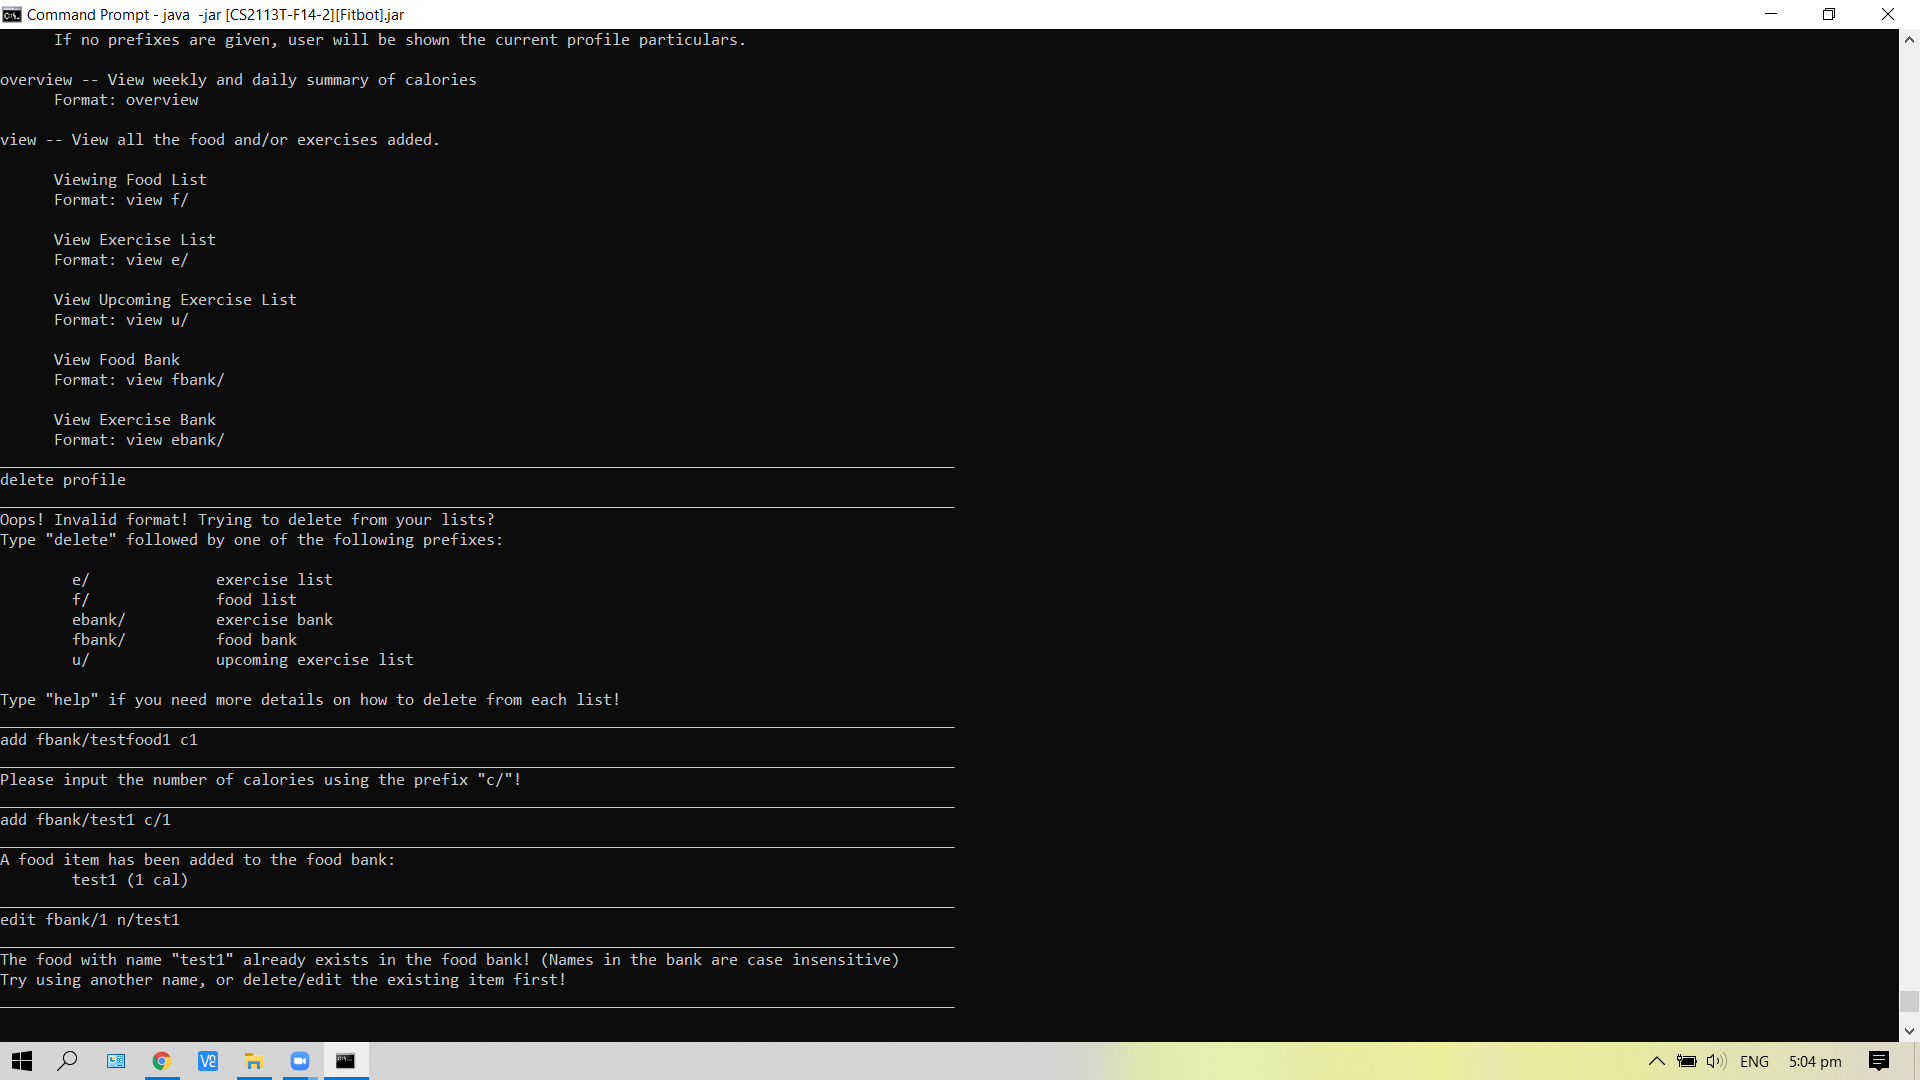 Command Prompt - java  -jar [CS2113T-F14-2][Fitbot].jar
If no prefixes are given, user will be shown the current profile particulars.
overview -- View weekly and daily summary of calories
Format: overview
view -- View all the food and/or exercises added.
Viewing Food List
Format: view f/
View Exercise List
Format: view e/
View Upcoming Exercise List
Format: view u/
View Food Bank
Format: view fbank/
View Exercise Bank
Format: view ebank/
delete profile
Oops! Invalid format! Trying to delete from your lists?
Type "delete" followed by one of the following prefixes:
e/ exercise list
f/ food list
ebank/ exercise bank
fbank/ food bank
u/ upcoming exercise list
Type "help" if you need more details on how to delete from each list!
add fbank/testfood1 c1
Please input the number of calories using the prefix "c/"!
add fbank/test1 c/1
A food item has been added to the food bank:
test1 (1 cal)
edit fbank/1 n/test1
The food with name "test1" already exists in the food bank! (Names in the bank are case insensitive)
Try using another name, or delete/edit the existing item first!
ENG 5:04 pm